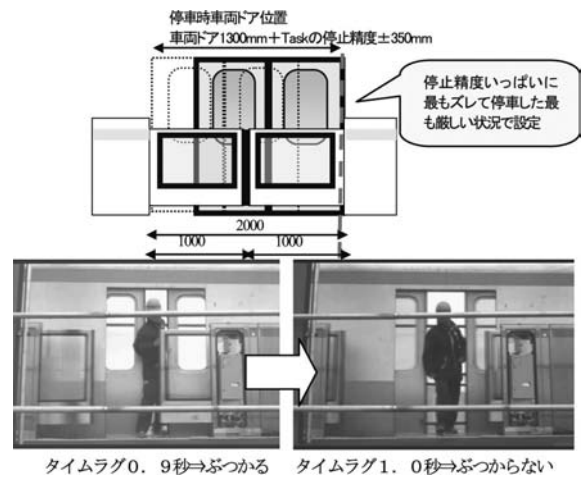 停車時車両ドア位置
車両ドア1300mm+Taskの停止精度±350mm
停止精度いっぱいに
最もズレて停車した最
も厳しい状況で設定
2000
1000
1000
タイムラグ0．9秒⇒ぶつかる
タイムラグ1．0秒⇒ぶつからない